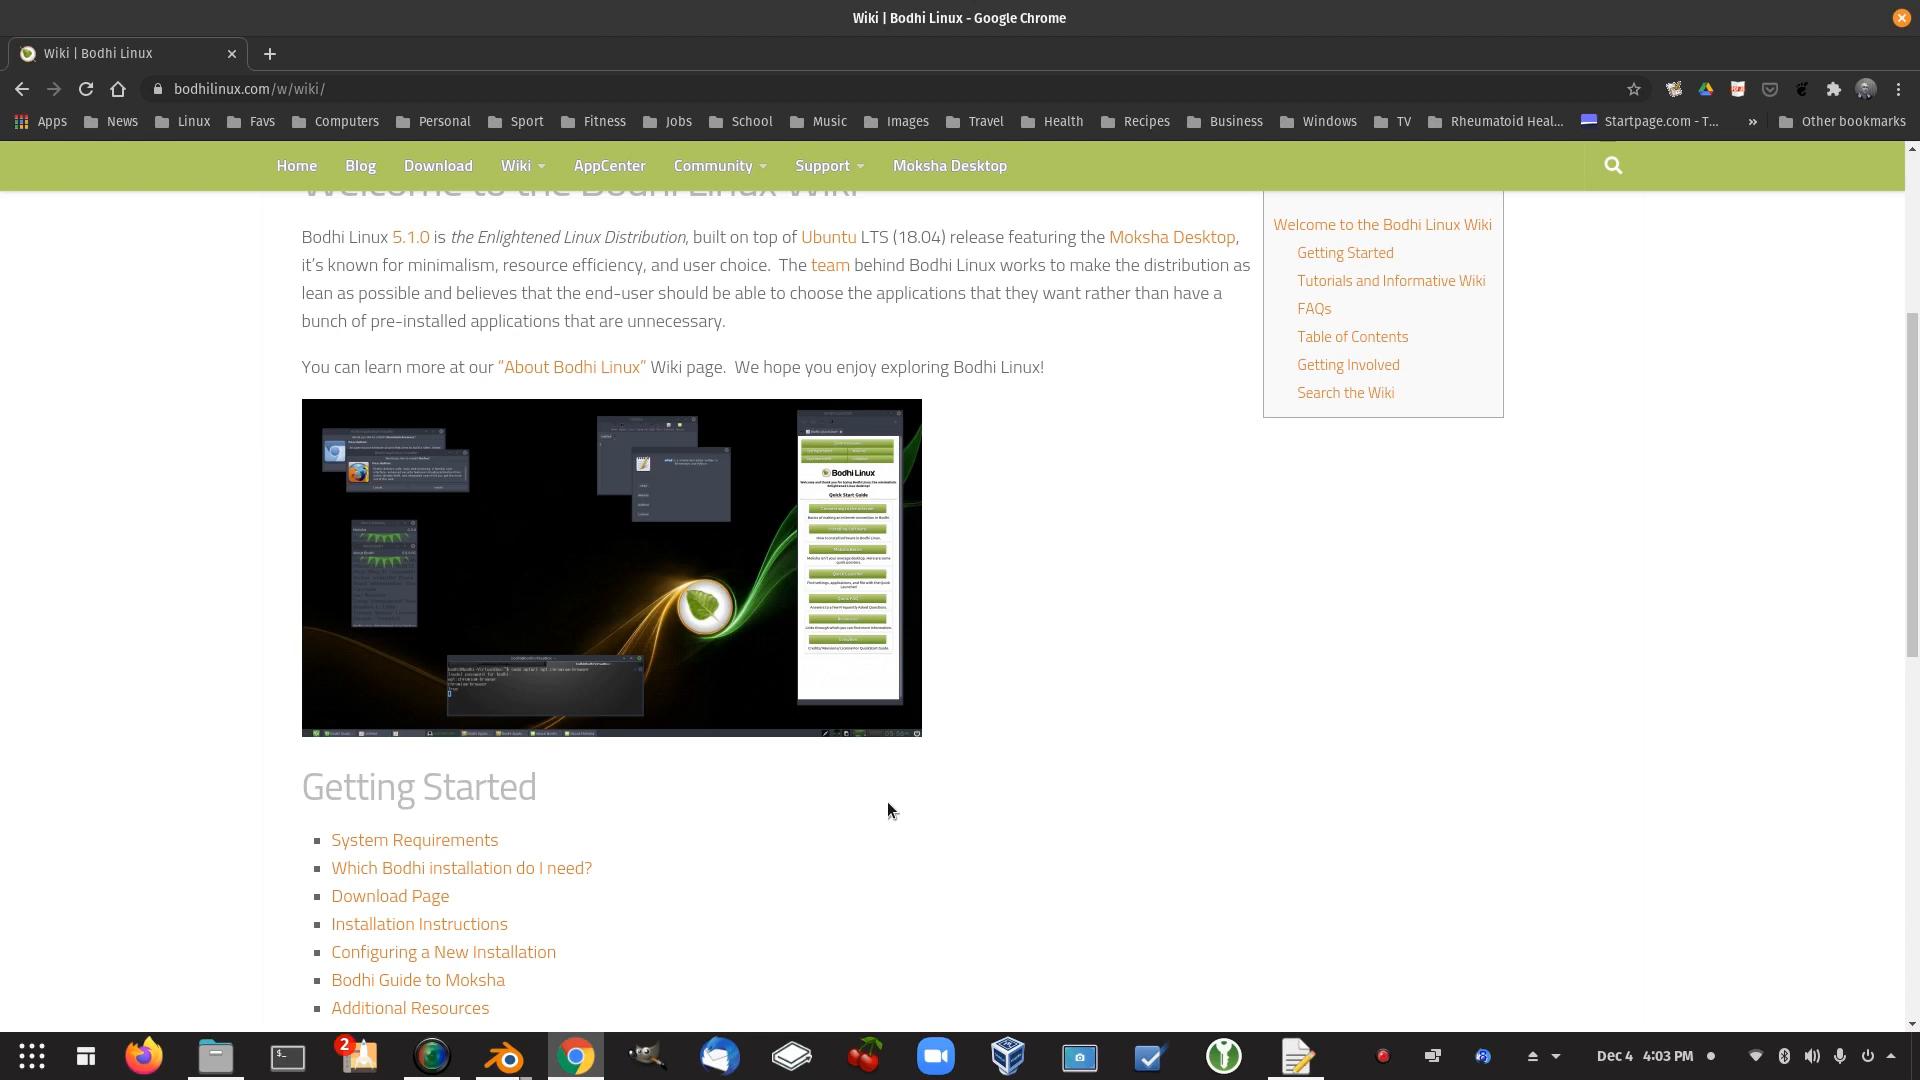 Wiki | Bodhi Linux - Google Chrome
Wiki | Bodhi Linux
bodhilinux.com/w/wiki/
Apps News Linux Favs Computers Personal Sport Fitness Jobs School Music Images Travel Health Recipes Business Windows TV Rheumatoid Heal... Startpage.com - T... » Other bookmarks
Home Blog Download Wiki AppCenter Community Support Moksha Desktop
Welcome to the Bodhi Linux Wiki
Bodhi Linux 5.1.0 is the Enlightened Linux Distribution, built on top of Ubuntu LTS (18.04) release featuring the Moksha Desktop,
it’s known for minimalism, resource efficiency, and user choice.  The team behind Bodhi Linux works to make the distribution as
lean as possible and believes that the end-user should be able to choose the applications that they want rather than have a
bunch of pre-installed applications that are unnecessary.
You can learn more at our “About Bodhi Linux” Wiki page.  We hope you enjoy exploring Bodhi Linux!
Welcome to the Bodhi Linux Wiki
Getting Started
Tutorials and Informative Wiki
FAQs
Table of Contents
Getting Involved
Search the Wiki
Bodhi Linux
Quick Start Guide
Getting Started
System Requirements
Which Bodhi installation do I need?
Download Page
Installation Instructions
Configuring a New Installation
Bodhi Guide to Moksha
Additional Resources
2
Dec 4 4:03 PM